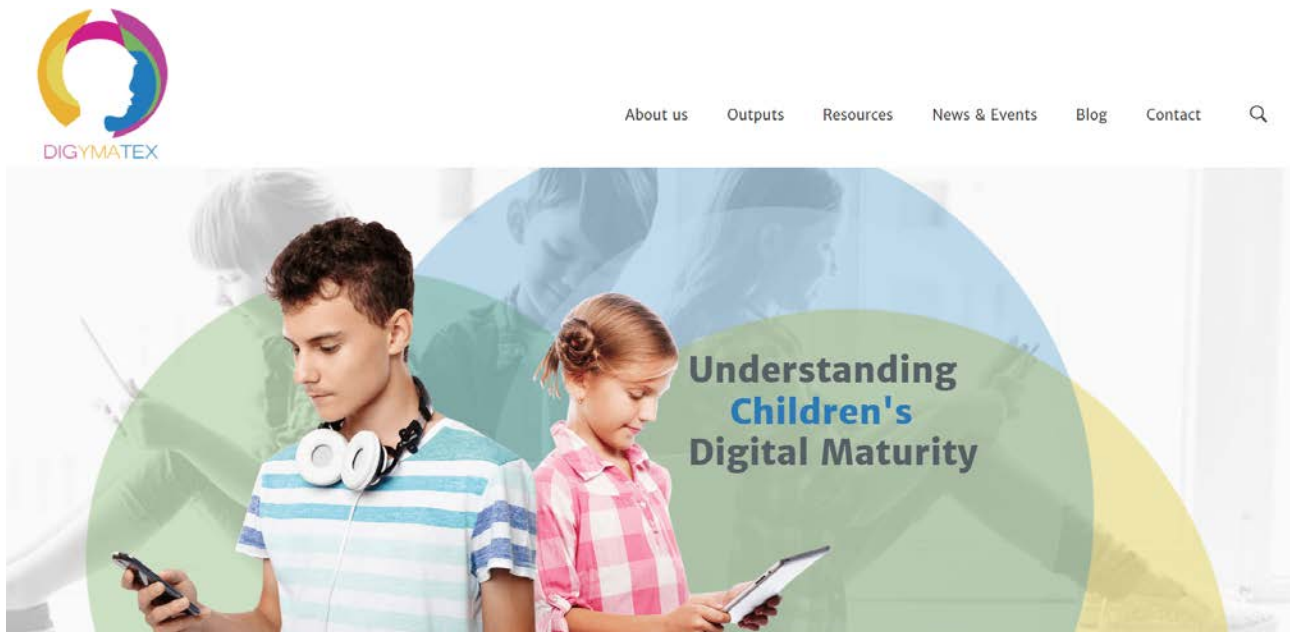 DIGYMATEX
About us Outputs Resources News & Events Blog Contact
Understanding
Children's
Digital Maturity